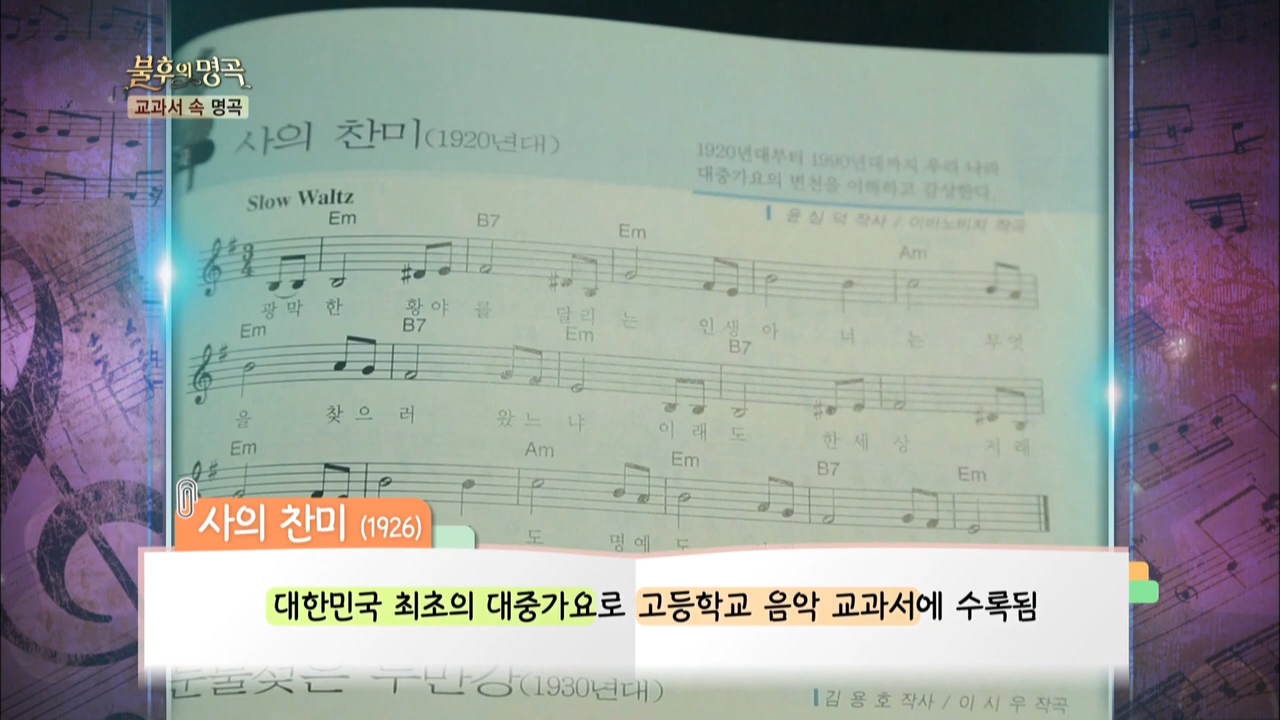 불후의 명곡
교과서 속 명곡
사의 찬미(1920년대)
1920년대부터 1990년대까지 우리 나라
대중가요의 변천을 이해하고 감상한다.
Slow Waltz
윤 심 덕 작사 / 이바노비치 작곡
Em B7 Em Am
광 막 한 황 야 를 달 리 는 인 생 아 너 는 무 엇
Em B7 Em B7
을 찾 으 러 왔 느 냐 이 래 도 한 세 상 저 래
Em Am Em B7 Em
도 명 예 도
사의 찬미 (1926)
대한민국 최초의 대중가요로 고등학교 음악 교과서에 수록됨
눈물젖은 두만강(1930년대)
김 용 호 작사 / 이 시 우 작곡